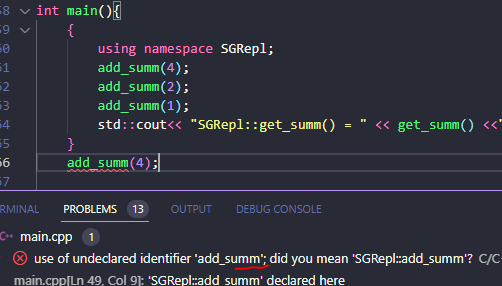 58 int main(){
59 {
60 using namespace SGRepl;
61 add_summ(4);
62 add_summ(2);
63 add_summ(1);
64 std::cout<< "SGRepl::get_summ() = " << get_summ() <<"
65 }
66 add_summ(4);
67
RMINAL PROBLEMS 13 OUTPUT DEBUG CONSOLE
main.cpp 1
use of undeclared identifier 'add_summ'; did you mean 'SGRepl::add_summ'? C/C
main.cpp[Ln 49, Col 9]: 'SGRepl::add_summ' declared here